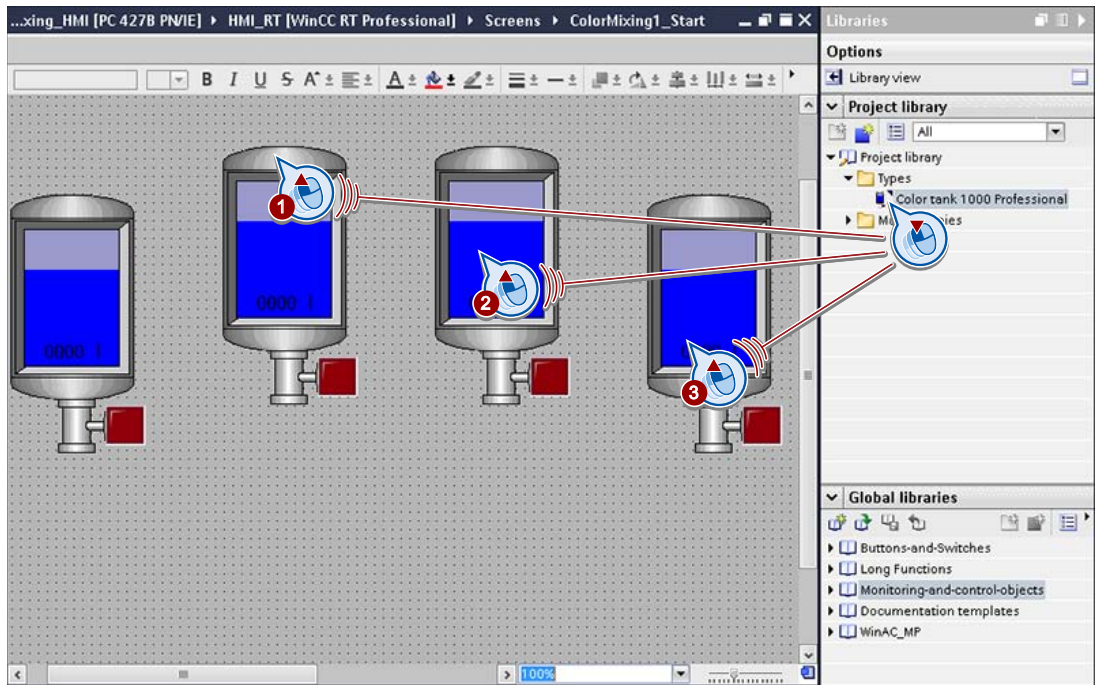 ...xing_HMI [PC 427B PN/IE] ▸ HMI_RT [WinCC RT Professional] ▸ Screens ▸ ColorMixing1_Start
Libraries
Options
Library view
B I U S A
A
Project library
All
Project library
Types
Color tank 1000 Professional
1
2
3
0000 l
0000 l
Global libraries
Buttons-and-Switches
Long Functions
Monitoring-and-control-objects
Documentation templates
WinAC_MP
100%